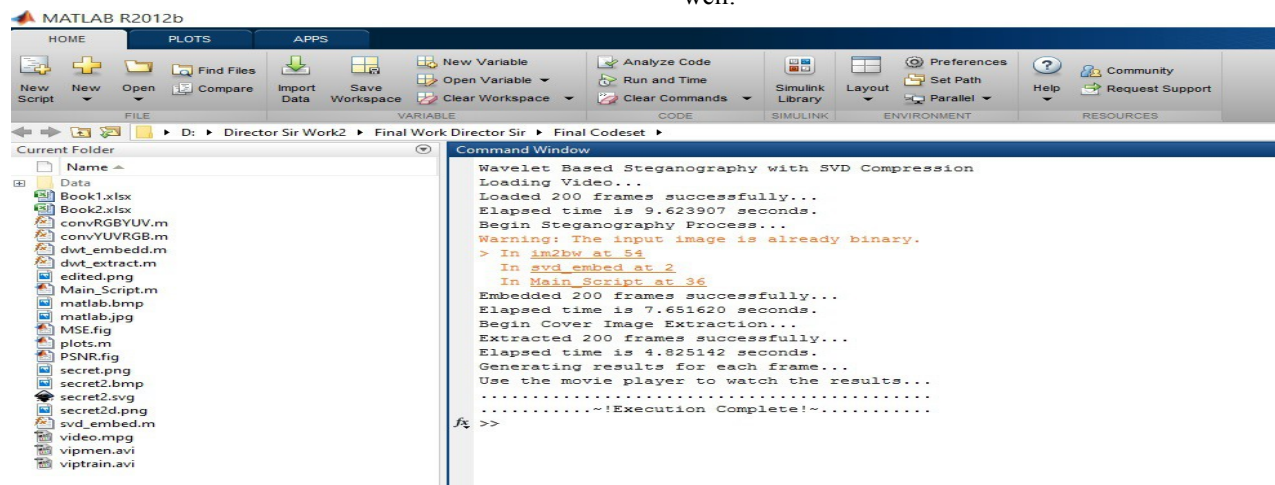 well.
MATLAB R2012b
HOME PLOTS APPS
New Script
New
Open
Find Files
Compare
FILE
Import Data
Save Workspace
New Variable
Open Variable
Clear Workspace
VARIABLE
Analyze Code
Run and Time
Clear Commands
CODE
Simulink Library
SIMULINK
Layout
Preferences
Set Path
Parallel
ENVIRONMENT
Help
Community
Request Support
RESOURCES
D: Director Sir Work2 Final Work Director Sir Final Codeset
Current Folder
Name
Data
Book1.xlsx
Book2.xlsx
convRGBYUV.m
convYUVRGB.m
dwt_embedd.m
dwt_extract.m
edited.png
Main_Script.m
matlab.bmp
matlab.jpg
MSE.fig
plots.m
PSNR.fig
secret.png
secret2.bmp
secret2.svg
secret2d.png
svd_embed.m
video.mpg
vipmen.avi
viptrain.avi
Command Window
Wavelet Based Steganography with SVD Compression
Loading Video...
Loaded 200 frames successfully...
Elapsed time is 9.623907 seconds.
Begin Steganography Process...
Warning: The input image is already binary.
> In im2bw at 54
In svd_embed at 2
In Main_Script at 36
Embedded 200 frames successfully...
Elapsed time is 7.651620 seconds.
Begin Cover Image Extraction...
Extracted 200 frames successfully...
Elapsed time is 4.825142 seconds.
Generating results for each frame...
Use the movie player to watch the results...
.............................................
...........~!Execution Complete!~...........
fx >>